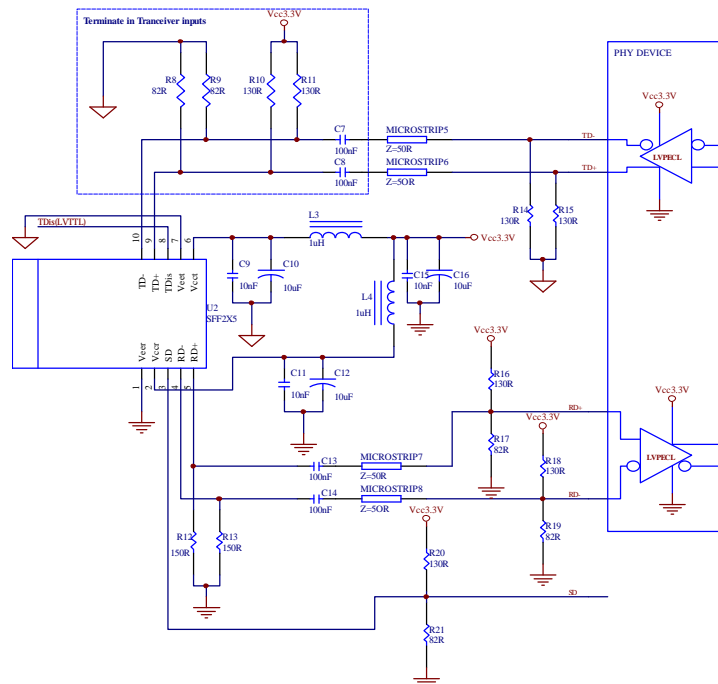 Terminate in Tranceiver inputs
Vcc3.3V
R8
82R
R9
82R
R10
130R
R11
130R
PHY DEVICE
Vcc3.3V
C7
100nF
MICROSTRIP5
Z=50R
TD-
LVPECL
C8
100nF
MICROSTRIP6
Z=5OR
TD+
R14
130R
R15
130R
TDis(LVTTL)
10
9
8
7
6
L3
1uH
Vcc3.3V
C9
10nF
C10
10uF
C15
10nF
C16
10uF
L4
1uH
TD-
TD+
TDis
Veet
Vcct
U2
SFF2X5
Veer
Vccr
SD
RD-
RD+
1
2
3
4
5
C11
10nF
C12
10uF
Vcc3.3V
R16
130R
Vcc3.3V
RD+
Vcc3.3V
R17
82R
LVPECL
C13
100nF
MICROSTRIP7
Z=50R
R18
130R
C14
100nF
MICROSTRIP8
Z=5OR
RD-
Vcc3.3V
R12
150R
R13
150R
R19
82R
R20
130R
SD
R21
82R